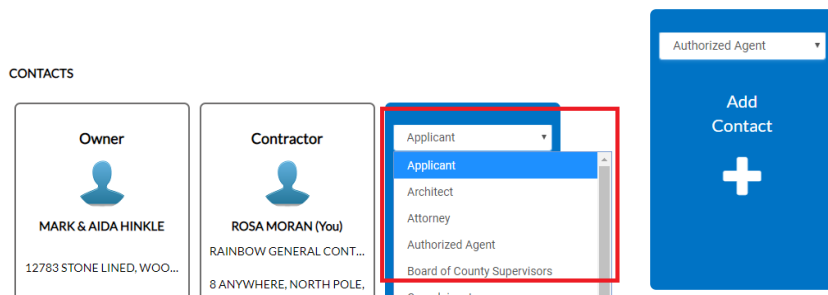 CONTACTS
Owner
MARK & AIDA HINKLE
12783 STONE LINED, WOO...
Contractor
ROSA MORAN (You)
RAINBOW GENERAL CONT...
8 ANYWHERE, NORTH POLE,
Applicant
Applicant
Architect
Attorney
Authorized Agent
Board of County Supervisors
Authorized Agent
Add
Contact